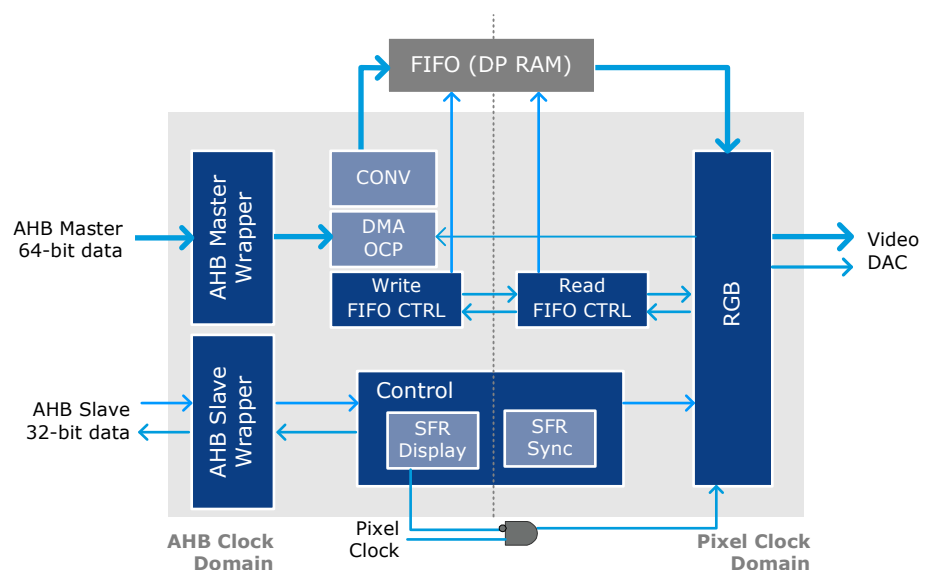 FIFO (DP RAM)
CONV
AHB Master
Wrapper
AHB Master
64-bit data
DMA
OCP
Write
FIFO CTRL
Read
FIFO CTRL
RGB
Video
DAC
AHB Slave
Wrapper
AHB Slave
32-bit data
Control
SFR
Display
SFR
Sync
Pixel
Clock
AHB Clock
Domain
Pixel Clock
Domain